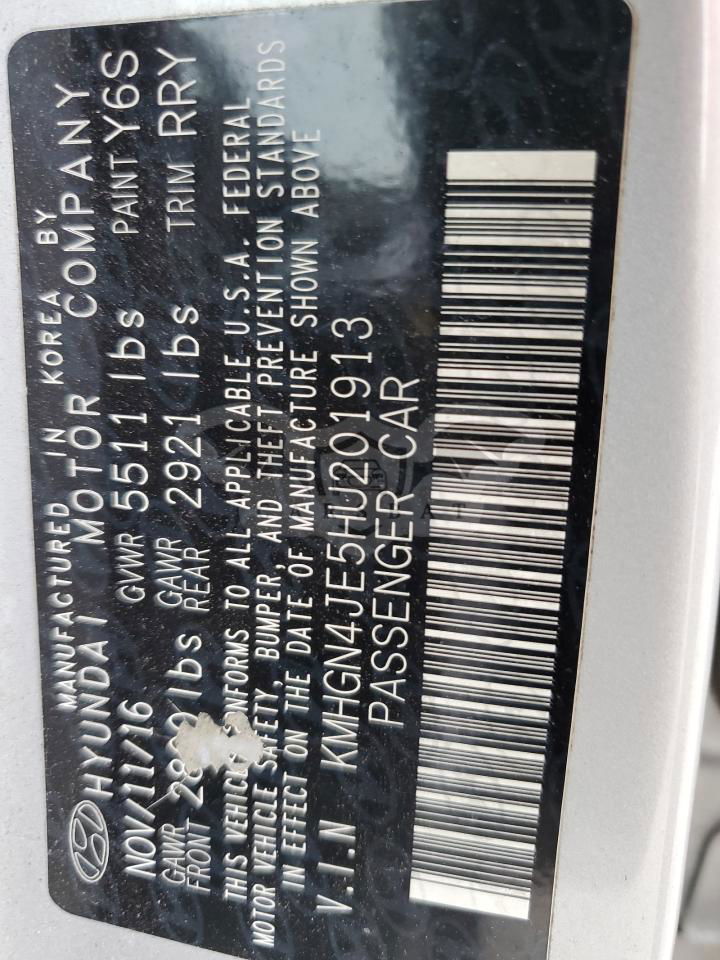 MANUFACTURED IN KOREA BY
HYUNDAI MOTOR COMPANY
NOV/11/16 GVWR 5511 lbs PAINT Y6S
GAWR FRONT lbs GAWR REAR 2921 lbs TRIM RRY
THIS VEHICLE CONFORMS TO ALL APPLICABLE U.S.A. FEDERAL
MOTOR VEHICLE SAFETY, BUMPER, AND THEFT PREVENTION STANDARDS
IN EFFECT ON THE DATE OF MANUFACTURE SHOWN ABOVE
V.I.N KMHGN4JE5HU201913
PASSENGER CAR